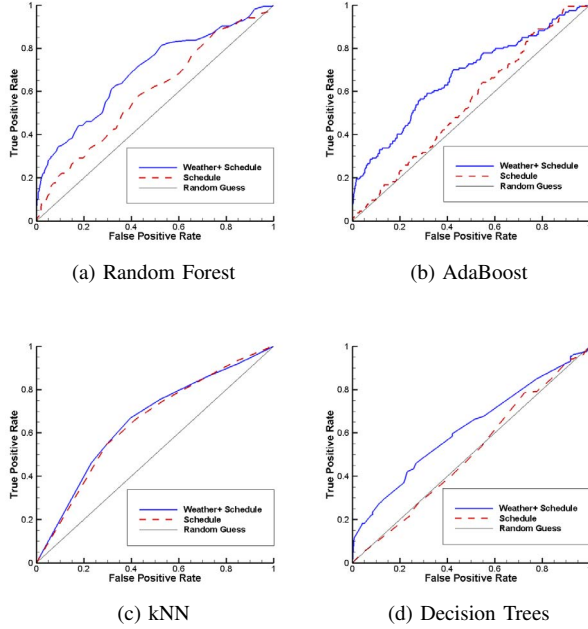 True Positive Rate
1
0.8
0.6
0.4
0.2
0
0 0.2 0.4 0.6 0.8 1
False Positive Rate
Weather+ Schedule
Schedule
Random Guess
(a) Random Forest
True Positive Rate
1
0.8
0.6
0.4
0.2
0
0 0.2 0.4 0.6 0.8 1
False Positive Rate
Weather+ Schedule
Schedule
Random Guess
(b) AdaBoost
True Positive Rate
1
0.8
0.6
0.4
0.2
0
0 0.2 0.4 0.6 0.8 1
False Positive Rate
Weather+ Schedule
Schedule
Random Guess
(c) kNN
True Positive Rate
1
0.8
0.6
0.4
0.2
0
0 0.2 0.4 0.6 0.8 1
False Positive Rate
Weather+ Schedule
Schedule
Random Guess
(d) Decision Trees